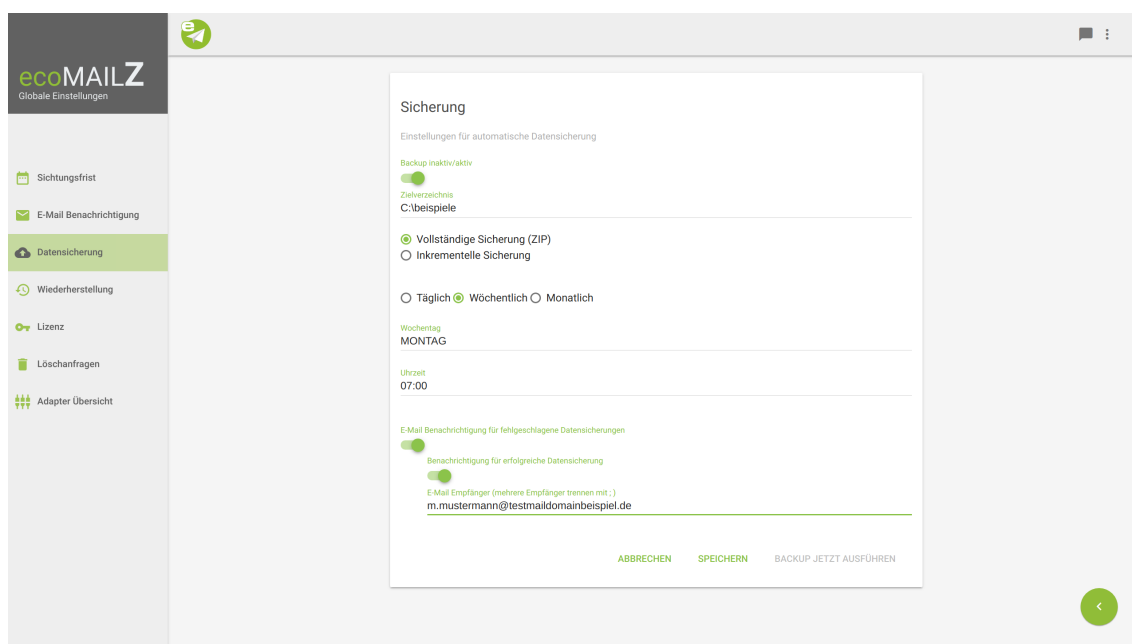 ecoMAILZ
Globale Einstellungen
Sichtungsfrist
E-Mail Benachrichtigung
Datensicherung
Wiederherstellung
Lizenz
Löschanfragen
Adapter Übersicht
e
Sicherung
Einstellungen für automatische Datensicherung
Backup inaktiv/aktiv
Zielverzeichnis
C:\beispiele
Vollständige Sicherung (ZIP)
Inkrementelle Sicherung
Täglich Wöchentlich Monatlich
Wochentag
MONTAG
Uhrzeit
07:00
E-Mail Benachrichtigung für fehlgeschlagene Datensicherungen
Benachrichtigung für erfolgreiche Datensicherung
E-Mail Empfänger (mehrere Empfänger trennen mit ; )
m.mustermann@testmaildomainbeispiel.de
ABBRECHEN SPEICHERN BACKUP JETZT AUSFÜHREN